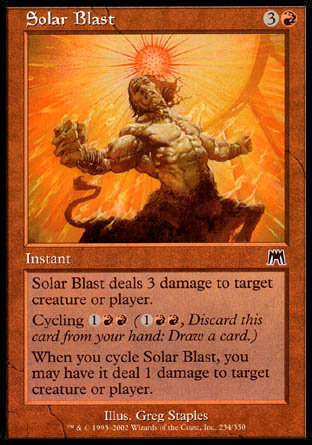 Solar Blast 3
Instant
Solar Blast deals 3 damage to target
creature or player.
Cycling 1 ( 1 , Discard this
card from your hand: Draw a card.)
When you cycle Solar Blast, you
may have it deal 1 damage to target
creature or player.
Illus. Greg Staples
™ & © 1993-2002 Wizards of the Coast, Inc. 234/350